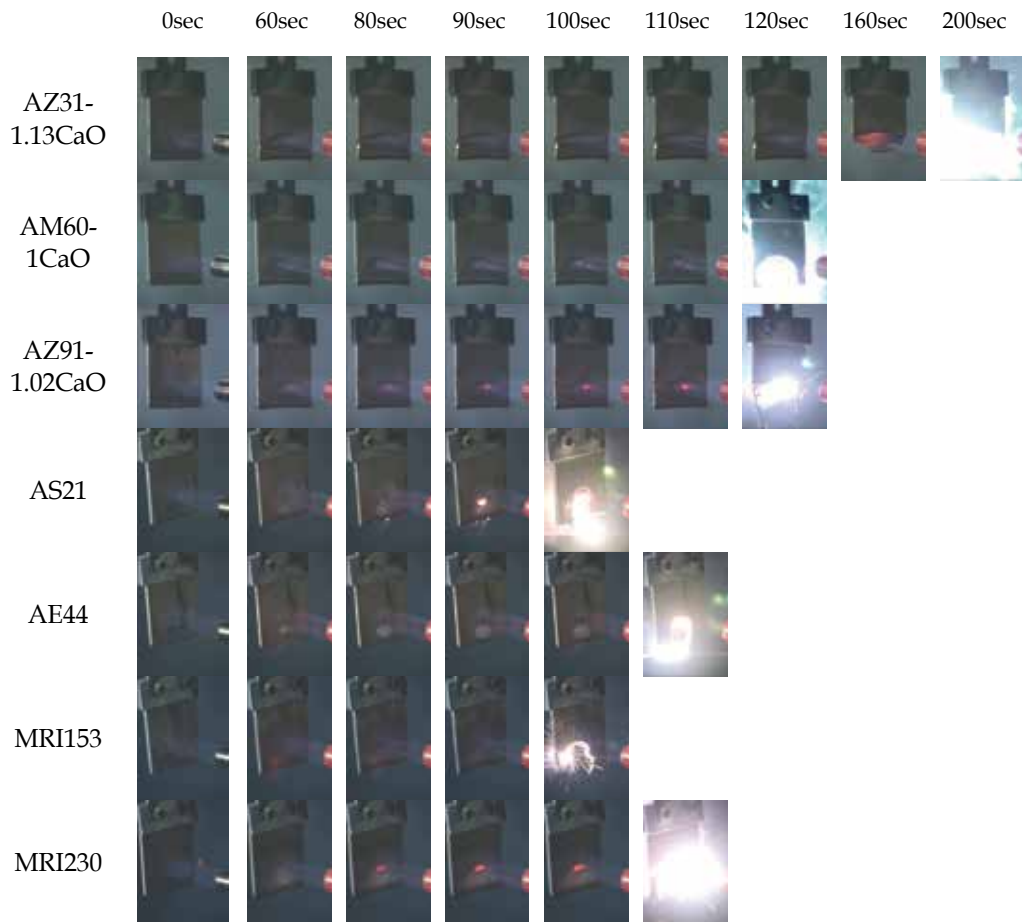 0sec 60sec 80sec 90sec 100sec 110sec 120sec 160sec 200sec
AZ31-
1.13CaO
AM60-
1CaO
AZ91-
1.02CaO
AS21
AE44
MRI153
MRI230